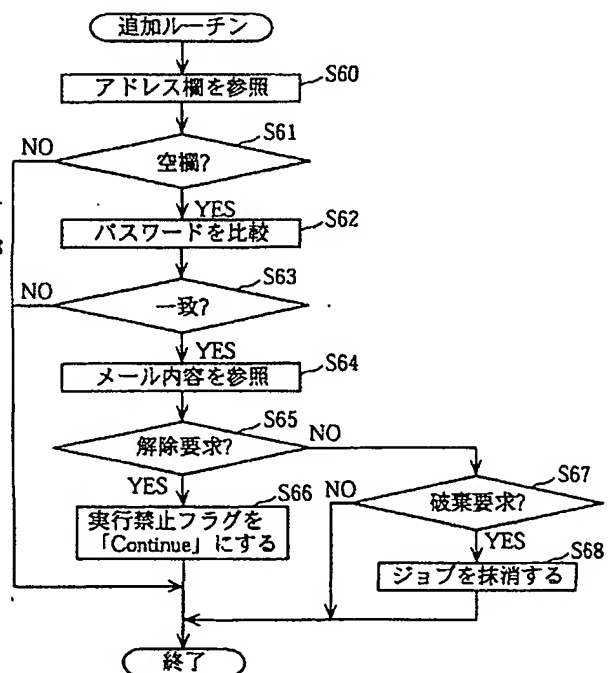 追加ルーチン
アドレス欄を参照
S60
S61
NO
空欄?
YES
S62
パスワードを比較
S63
NO
一致?
YES
S64
メール内容を参照
S65
解除要求?
NO
YES
S66
S67
実行禁止フラグを
「Continue」にする
NO
破棄要求?
YES
S68
ジョブを抹消する
終了